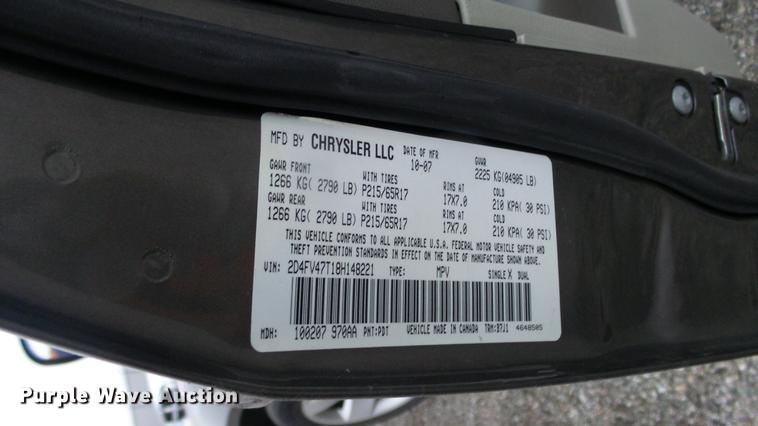 MFD BY CHRYSLER LLC DATE OF MFR 10-07 GVWR 2225 KG(04905 LB)
GAWR FRONT WITH TIRES RIMS AT COLD
1266 KG( 2790 LB) P215/65R17 17X7.0 210 KPA( 30 PSI)
GAWR REAR WITH TIRES RIMS AT COLD
1266 KG( 2790 LB) P215/65R17 17X7.0 210 KPA( 30 PSI)
THIS VEHICLE CONFORMS TO ALL APPLICABLE U.S.A. FEDERAL MOTOR VEHICLE SAFETY AND
THEFT PREVENTION STANDARDS IN EFFECT ON THE DATE OF MANUFACTURE SHOWN ABOVE.
VIN: 2D4FV47T18H148221 TYPE: MPV SINGLE X DUAL
MDH: 100207 970AA PNT:PDT VEHICLE MADE IN CANADA TRM:B7J1 4648505
Purple Wave Auction